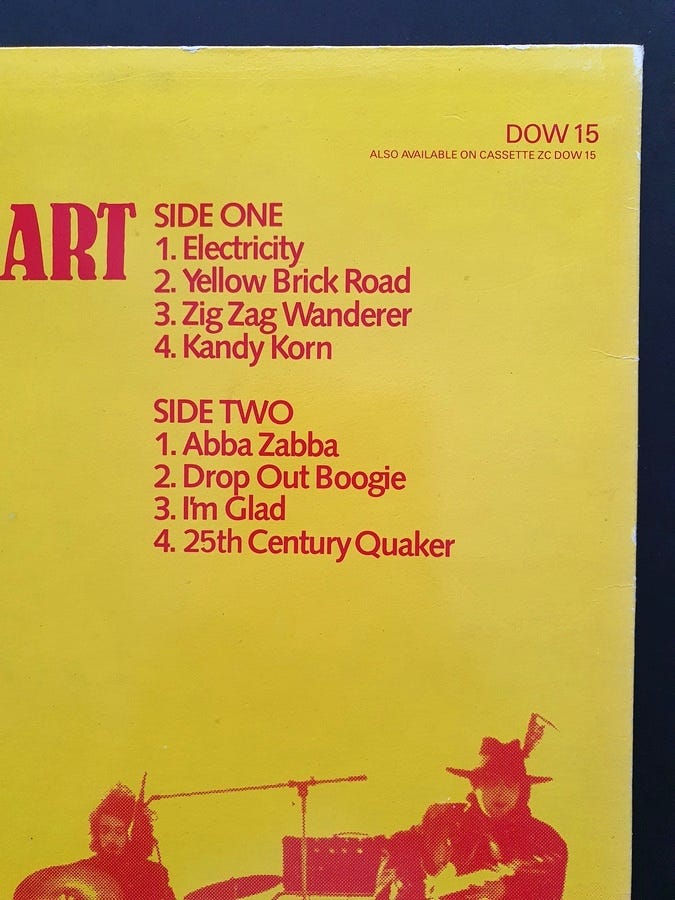 DOW 15
ALSO AVAILABLE ON CASSETTE ZC DOW 15
ART
SIDE ONE
1. Electricity
2. Yellow Brick Road
3. Zig Zag Wanderer
4. Kandy Korn
SIDE TWO
1. Abba Zabba
2. Drop Out Boogie
3. I'm Glad
4. 25th Century Quaker